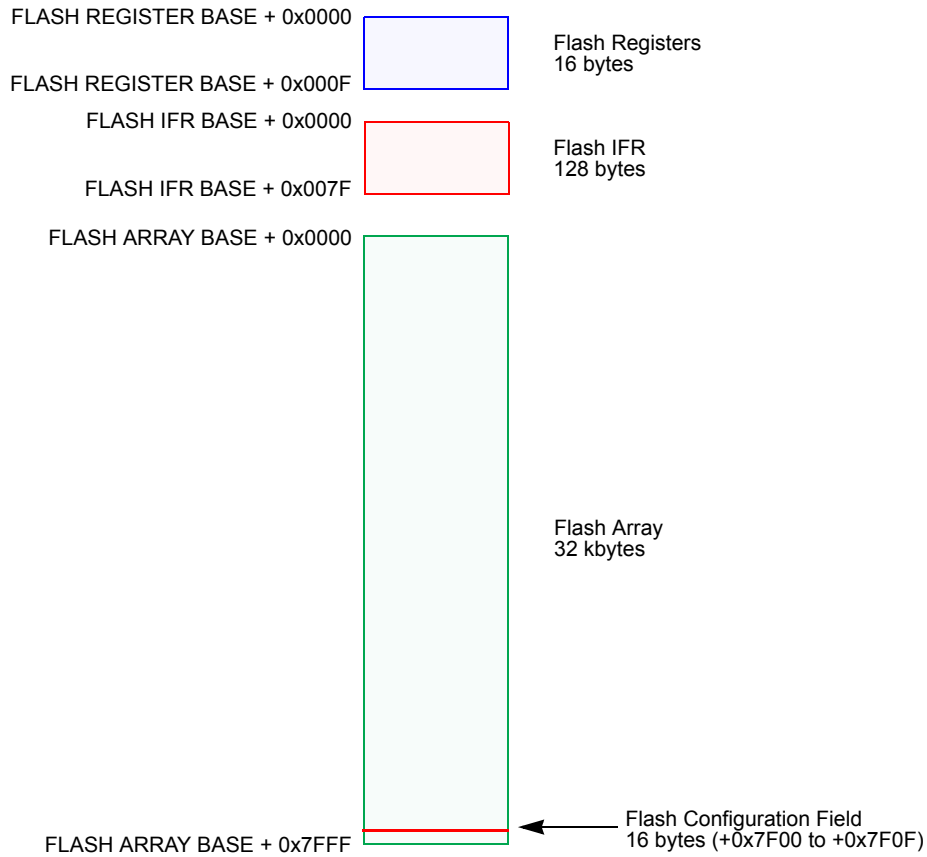 FLASH REGISTER BASE + 0x0000
Flash Registers
16 bytes
FLASH REGISTER BASE + 0x000F
FLASH IFR BASE + 0x0000
Flash IFR
128 bytes
FLASH IFR BASE + 0x007F
FLASH ARRAY BASE + 0x0000
Flash Array
32 kbytes
Flash Configuration Field
16 bytes (+0x7F00 to +0x7F0F)
FLASH ARRAY BASE + 0x7FFF